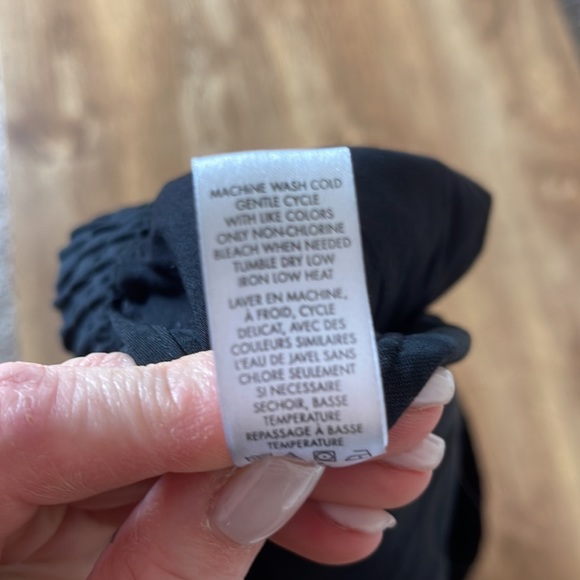 MACHINE WASH COLD
GENTLE CYCLE
WITH LIKE COLORS
ONLY NON-CHLORINE
BLEACH WHEN NEEDED
TUMBLE DRY LOW
IRON LOW HEAT
LAVER EN MACHINE,
À FROID, CYCLE
DELICAT, AVEC DES
COULEURS SIMILAIRES
L'EAU DE JAVEL SANS
CHLORE SEULEMENT
SI NECESSAIRE
SECHOIR, BASSE
TEMPERATURE
REPASSAGE À BASSE
TEMPERATURE